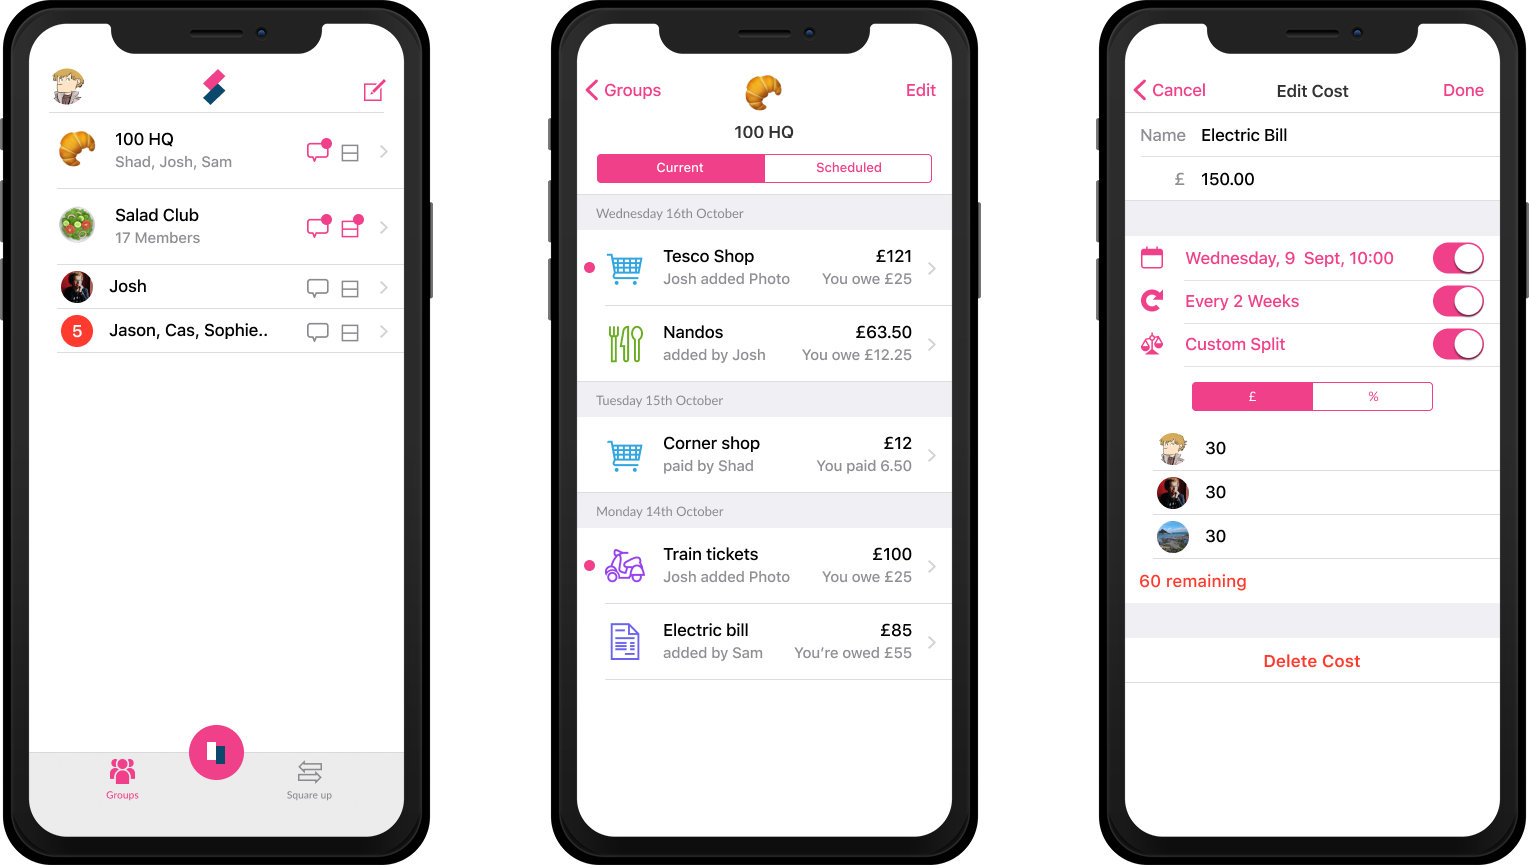 100 HQ
Shad, Josh, Sam
Salad Club
17 Members
Josh
5 Jason, Cas, Sophie..
Groups
Square up
Groups Edit
100 HQ
Current Scheduled
Wednesday 16th October
Tesco Shop £121
Josh added Photo You owe £25
Nandos £63.50
added by Josh You owe £12.25
Tuesday 15th October
Corner shop £12
paid by Shad You paid 6.50
Monday 14th October
Train tickets £100
Josh added Photo You owe £25
Electric bill £85
added by Sam You’re owed £55
Cancel Edit Cost Done
Name Electric Bill
£ 150.00
Wednesday, 9 Sept, 10:00
Every 2 Weeks
Custom Split
£ %
30
30
30
60 remaining
Delete Cost